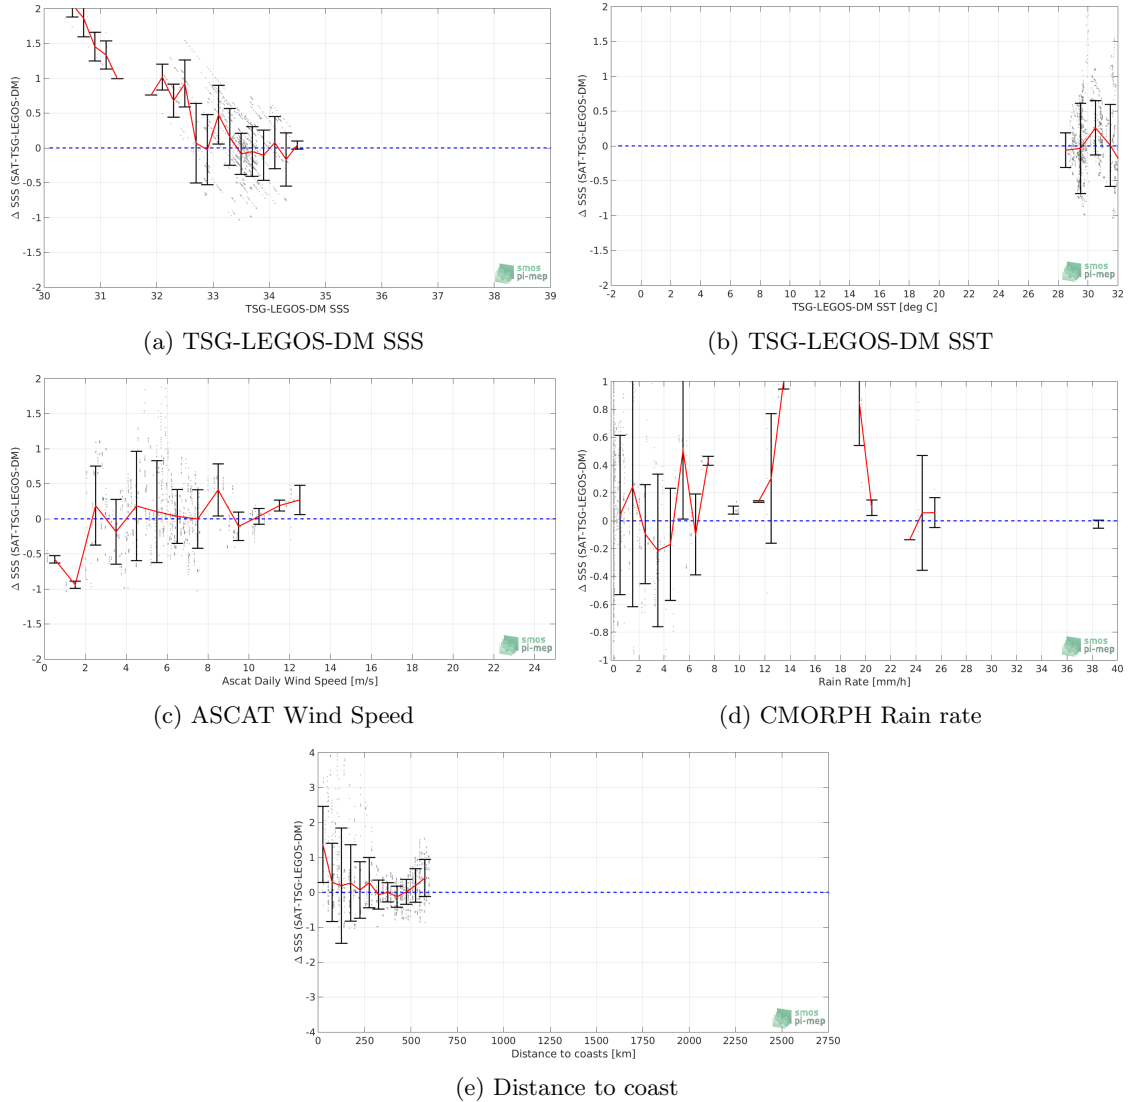 2
1.5
1
0.5
0
-0.5
-1
-1.5
-2
Δ SSS (SAT-TSG-LEGOS-DM)
30 31 32 33 34 35 36 37 38 39
TSG-LEGOS-DM SSS
smos
pi-mep
(a) TSG-LEGOS-DM SSS
2
1.5
1
0.5
0
-0.5
-1
-1.5
-2
Δ SSS (SAT-TSG-LEGOS-DM)
-2 0 2 4 6 8 10 12 14 16 18 20 22 24 26 28 30 32
TSG-LEGOS-DM SST [deg C]
smos
pi-mep
(b) TSG-LEGOS-DM SST
2
1.5
1
0.5
0
-0.5
-1
-1.5
-2
Δ SSS (SAT-TSG-LEGOS-DM)
0 2 4 6 8 10 12 14 16 18 20 22 24
Ascat Daily Wind Speed [m/s]
smos
pi-mep
(c) ASCAT Wind Speed
1
0.8
0.6
0.4
0.2
0
-0.2
-0.4
-0.6
-0.8
-1
Δ SSS (SAT-TSG-LEGOS-DM)
0 2 4 6 8 10 12 14 16 18 20 22 24 26 28 30 32 34 36 38 40
Rain Rate [mm/h]
smos
pi-mep
(d) CMORPH Rain rate
4
3
2
1
0
-1
-2
-3
-4
Δ SSS (SAT-TSG-LEGOS-DM)
0 250 500 750 1000 1250 1500 1750 2000 2250 2500 2750
Distance to coasts [km]
smos
pi-mep
(e) Distance to coast